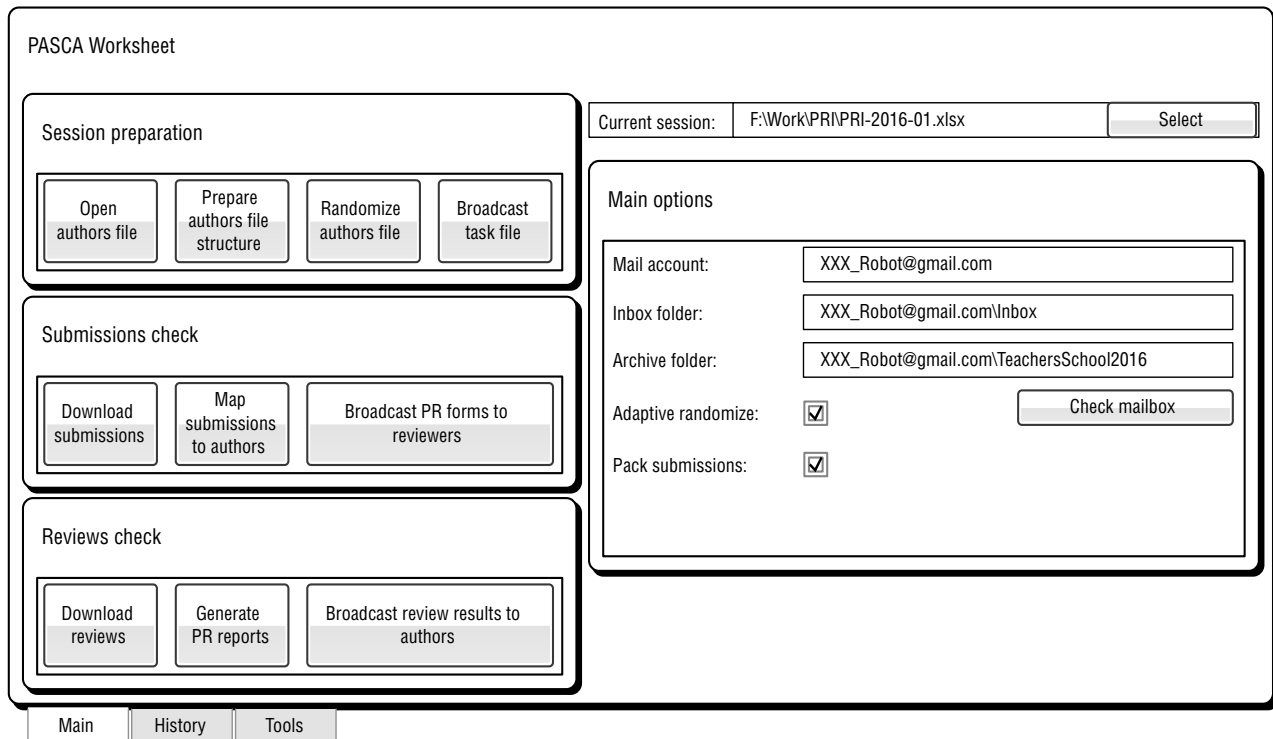 PASCA Worksheet
Session preparation
Open
authors file
Prepare
authors file
structure
Randomize
authors file
Broadcast
task file
Submissions check
Download
submissions
Map
submissions
to authors
Broadcast PR forms to
reviewers
Reviews check
Download
reviews
Generate
PR reports
Broadcast review results to
authors
Current session: F:\Work\PRI\PRI-2016-01.xlsx Select
Main options
Mail account: XXX_Robot@gmail.com
Inbox folder: XXX_Robot@gmail.com\Inbox
Archive folder: XXX_Robot@gmail.com\TeachersSchool2016
Adaptive randomize: Check mailbox
Pack submissions:
Main History Tools